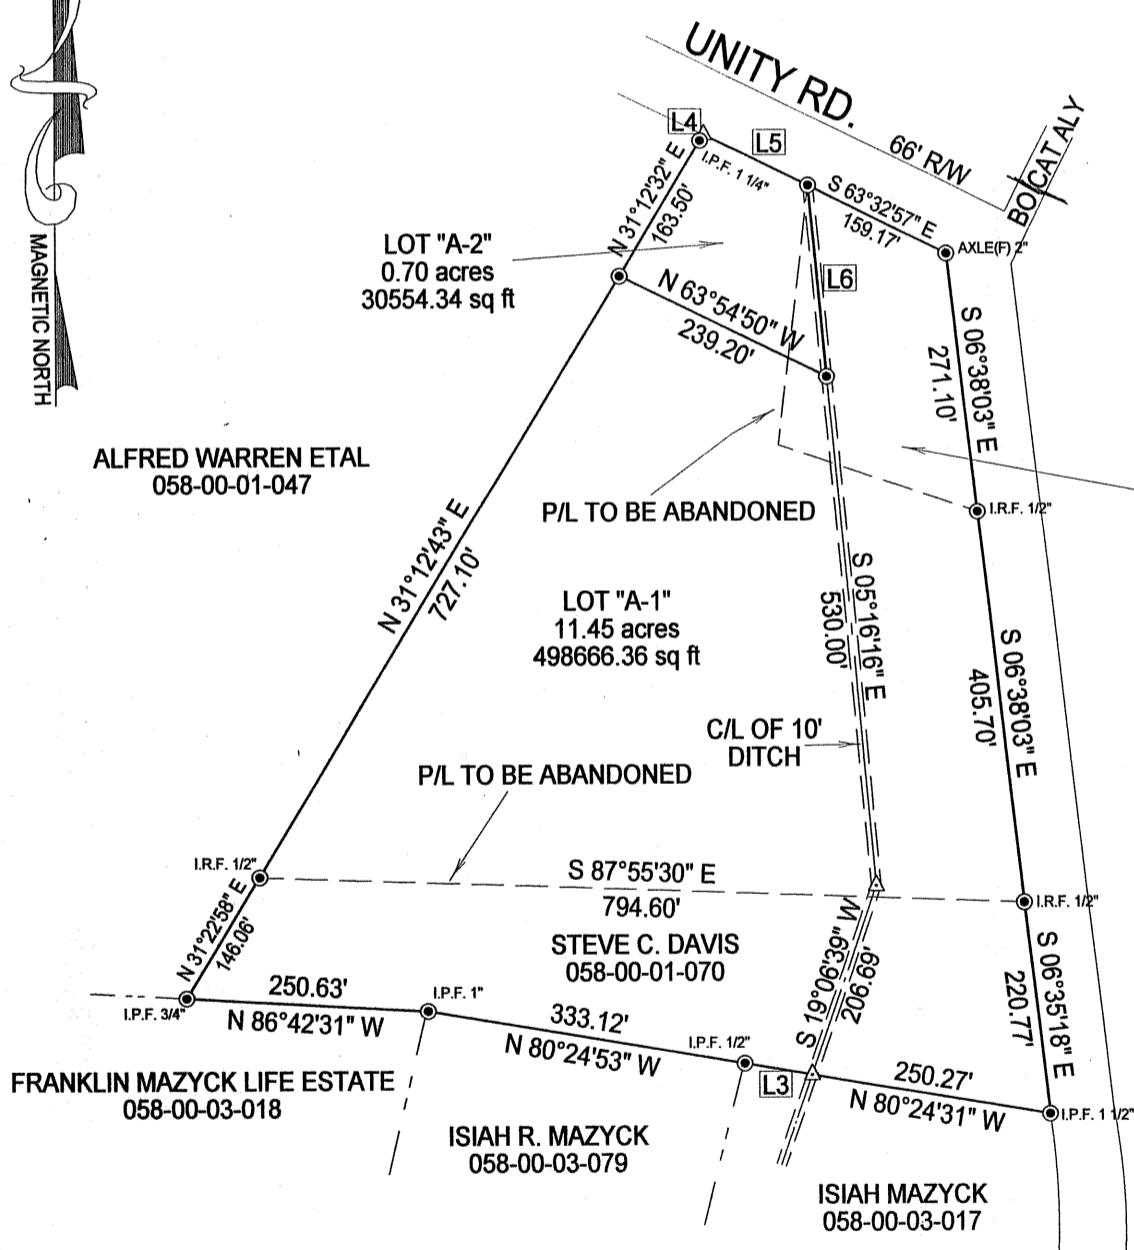 UNITY RD.
66' R/W
BOBCAT ALY
L4
L5
I.P.F. 1 1/4"
S 63°32'57" E
159.17'
AXLE(F) 2"
N 31°12'32" E
163.50'
LOT "A-2"
0.70 acres
30554.34 sq ft
L6
N 63°54'50" W
239.20'
MAGNETIC NORTH
S 06°38'03" E
271.10'
ALFRED WARREN ETAL
058-00-01-047
P/L TO BE ABANDONED
I.R.F. 1/2"
N 31°12'43" E
727.10'
LOT "A-1"
11.45 acres
498666.36 sq ft
S 05°16'16" E
530.00'
S 06°38'03" E
405.70'
C/L OF 10'
DITCH
P/L TO BE ABANDONED
I.R.F. 1/2"
S 87°55'30" E
794.60'
I.R.F. 1/2"
N 31°22'58" E
146.06'
STEVE C. DAVIS
058-00-01-070
S 19°06'39" W
206.69'
S 06°35'18" E
220.77'
I.P.F. 3/4"
250.63'
N 86°42'31" W
I.P.F. 1"
333.12'
N 80°24'53" W
I.P.F. 1/2"
L3
250.27'
N 80°24'31" W
I.P.F. 1 1/2"
FRANKLIN MAZYCK LIFE ESTATE
058-00-03-018
ISIAH R. MAZYCK
058-00-03-079
ISIAH MAZYCK
058-00-03-017